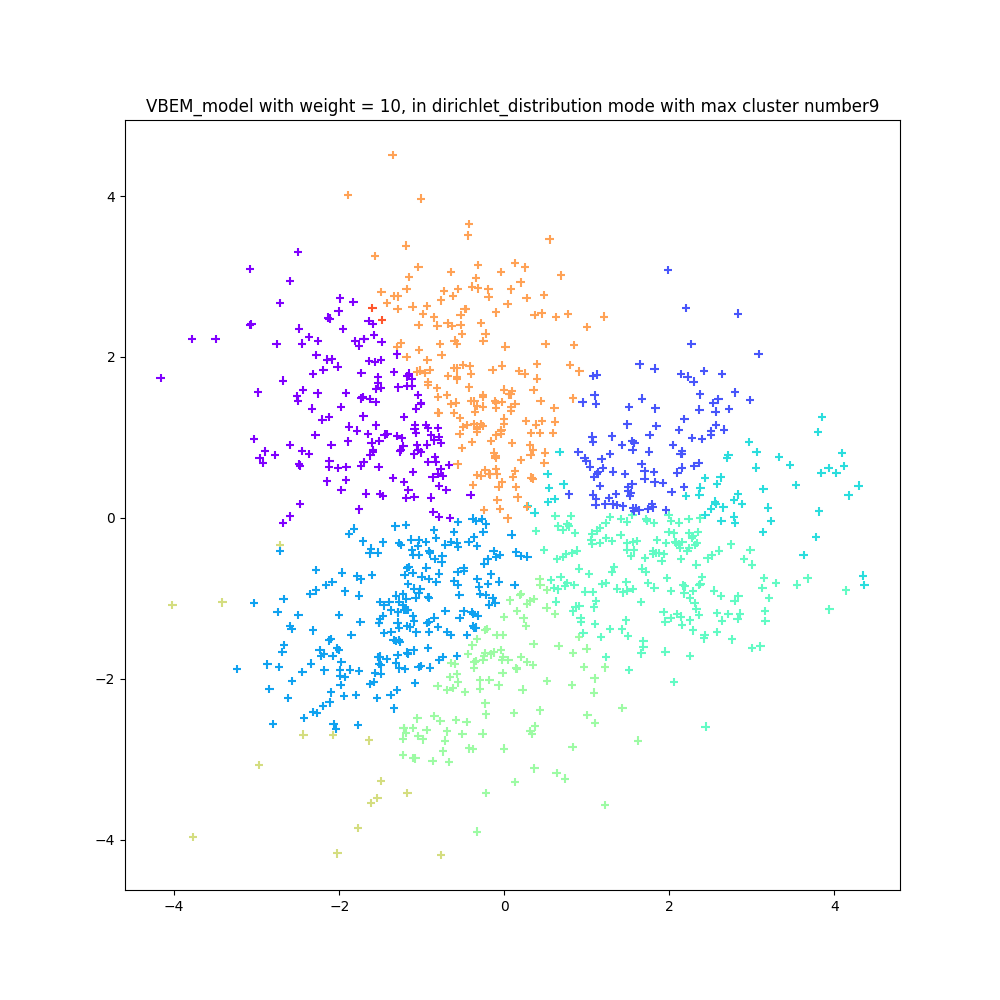 VBEM_model with weight = 10, in dirichlet_distribution mode with max cluster number9
4
2
0
−2
−4
−4 −2 0 2 4